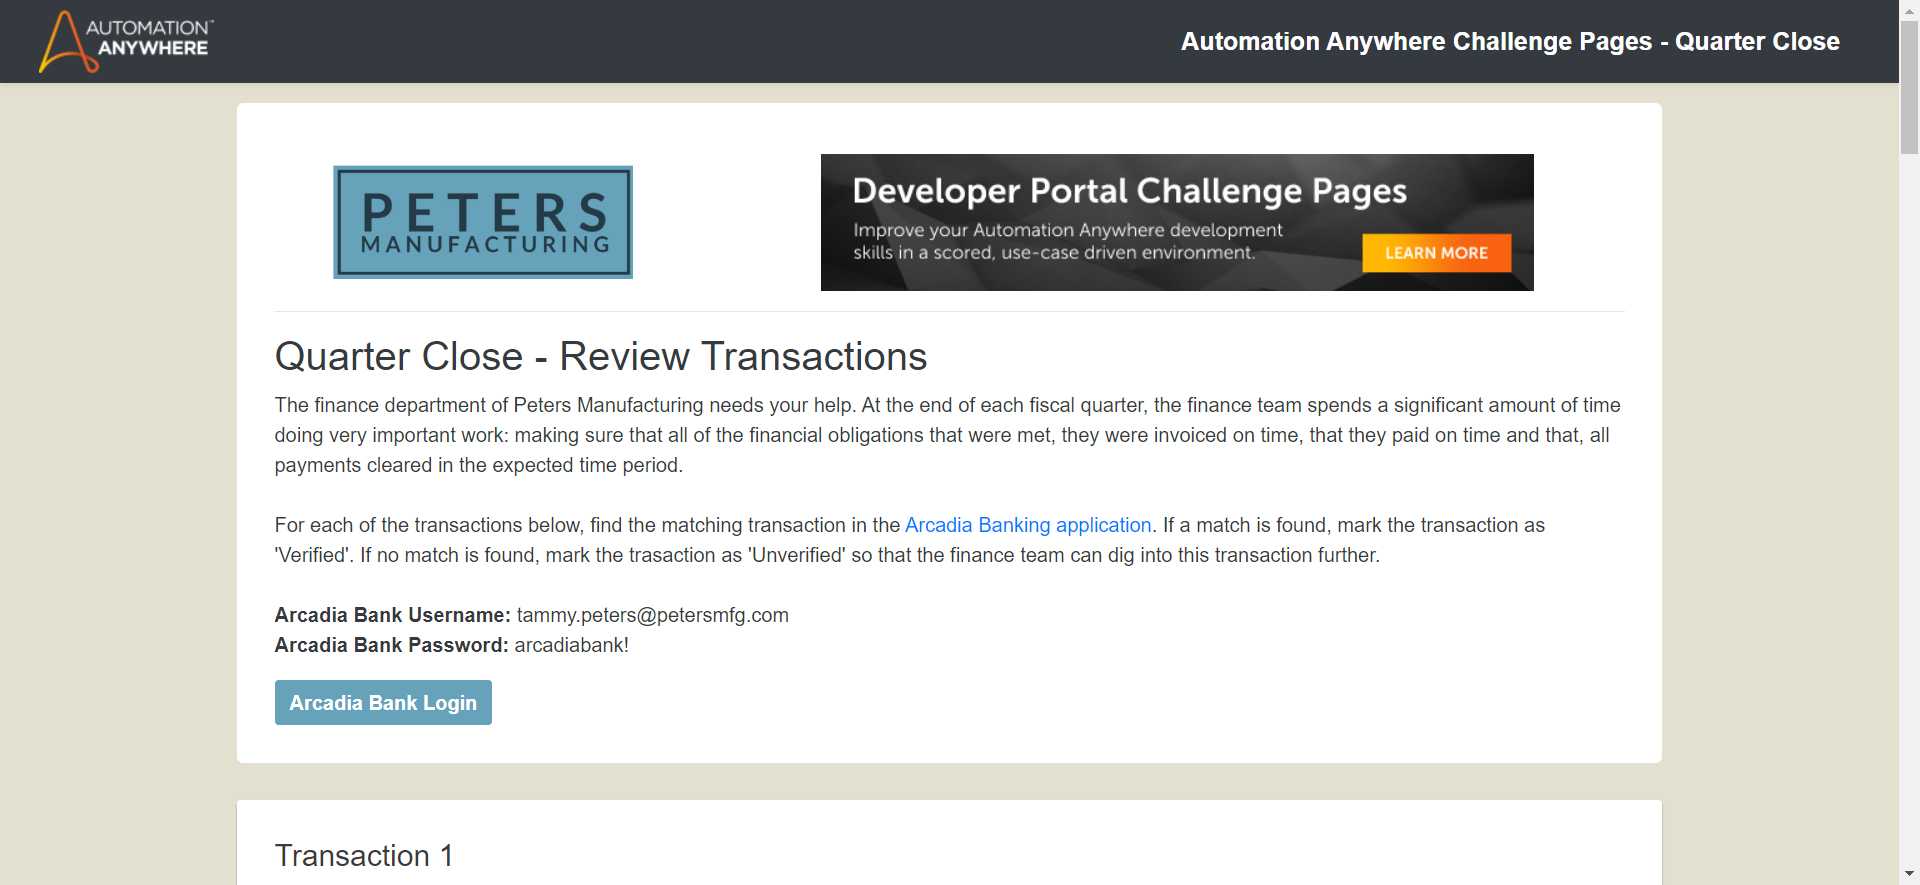 AUTOMATION ANYWHERE
Automation Anywhere Challenge Pages - Quarter Close
PETERS
MANUFACTURING
Developer Portal Challenge Pages
Improve your Automation Anywhere development
skills in a scored, use-case driven environment.
LEARN MORE
Quarter Close - Review Transactions
The finance department of Peters Manufacturing needs your help. At the end of each fiscal quarter, the finance team spends a significant amount of time
doing very important work: making sure that all of the financial obligations that were met, they were invoiced on time, that they paid on time and that, all
payments cleared in the expected time period.
For each of the transactions below, find the matching transaction in the Arcadia Banking application. If a match is found, mark the transaction as
'Verified'. If no match is found, mark the trasaction as 'Unverified' so that the finance team can dig into this transaction further.
Arcadia Bank Username: tammy.peters@petersmfg.com
Arcadia Bank Password: arcadiabank!
Arcadia Bank Login
Transaction 1